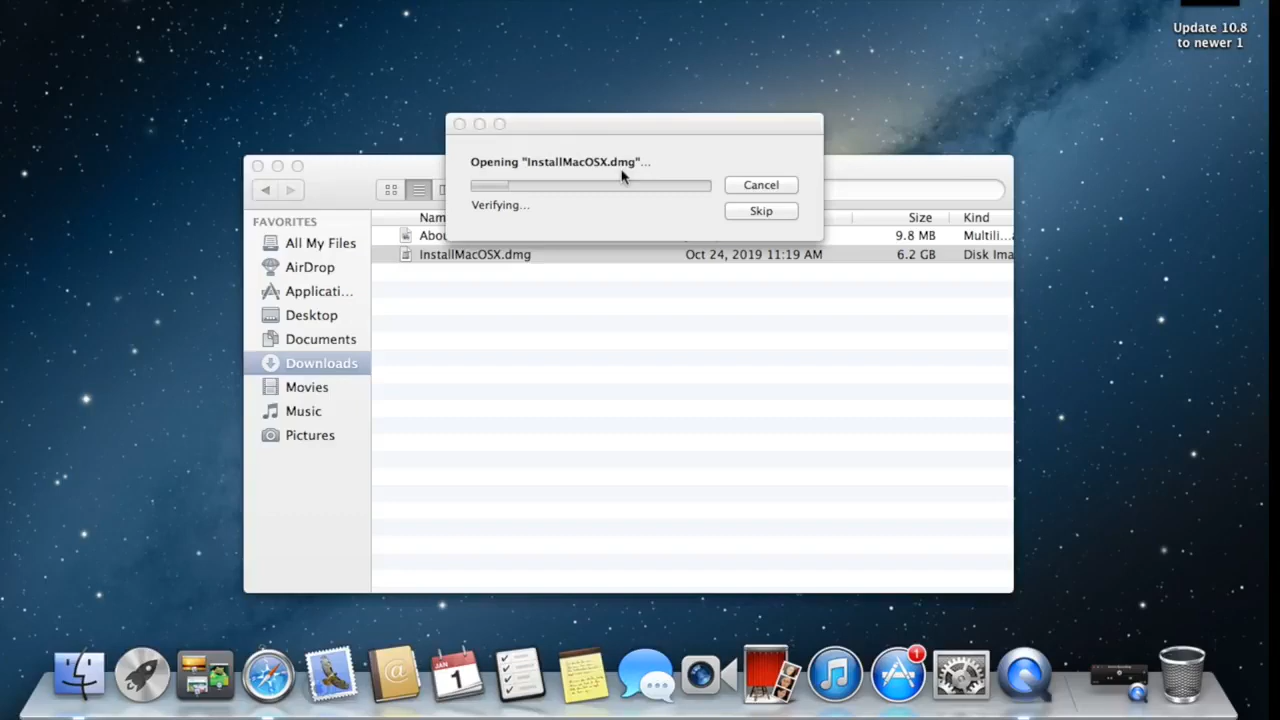 Update 10.8
to newer 1
Opening "InstallMacOSX.dmg"...
Cancel
Verifying...
Skip
FAVORITES
All My Files
AirDrop
Applicati...
Desktop
Documents
Downloads
Movies
Music
Pictures
Nam
Size
Kind
Abou
9.8 MB
Multili...
InstallMacOSX.dmg
Oct 24, 2019 11:19 AM
6.2 GB
Disk Ima
JAN
1
@
1